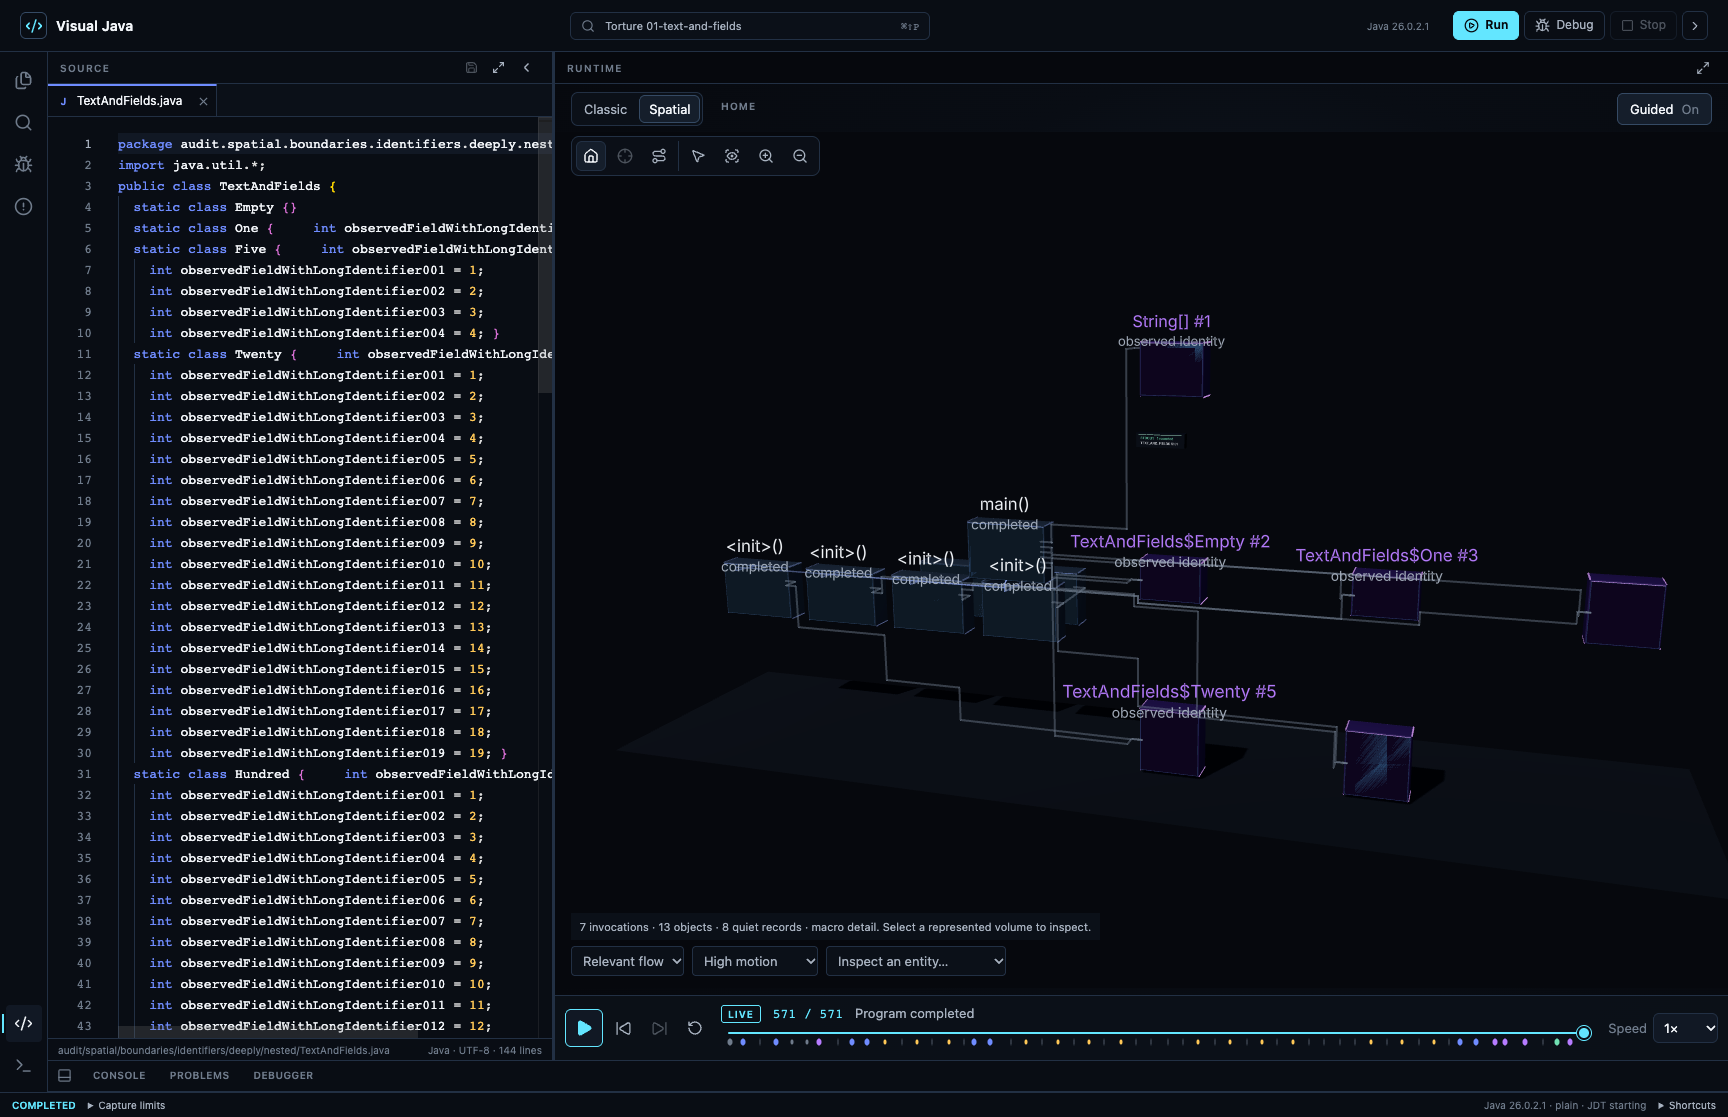 Visual Java
Torture 01-text-and-fields
⌘⇧P
Java 26.0.2.1
Run
Debug
Stop
SOURCE
J TextAndFields.java
1 package audit.spatial.boundaries.identifiers.deeply.nest
2 import java.util.*;
3 public class TextAndFields {
4 static class Empty {}
5 static class One { int observedFieldWithLongIdenti
6 static class Five { int observedFieldWithLongIdent
7 int observedFieldWithLongIdentifier001 = 1;
8 int observedFieldWithLongIdentifier002 = 2;
9 int observedFieldWithLongIdentifier003 = 3;
10 int observedFieldWithLongIdentifier004 = 4; }
11 static class Twenty { int observedFieldWithLongIde
12 int observedFieldWithLongIdentifier001 = 1;
13 int observedFieldWithLongIdentifier002 = 2;
14 int observedFieldWithLongIdentifier003 = 3;
15 int observedFieldWithLongIdentifier004 = 4;
16 int observedFieldWithLongIdentifier005 = 5;
17 int observedFieldWithLongIdentifier006 = 6;
18 int observedFieldWithLongIdentifier007 = 7;
19 int observedFieldWithLongIdentifier008 = 8;
20 int observedFieldWithLongIdentifier009 = 9;
21 int observedFieldWithLongIdentifier010 = 10;
22 int observedFieldWithLongIdentifier011 = 11;
23 int observedFieldWithLongIdentifier012 = 12;
24 int observedFieldWithLongIdentifier013 = 13;
25 int observedFieldWithLongIdentifier014 = 14;
26 int observedFieldWithLongIdentifier015 = 15;
27 int observedFieldWithLongIdentifier016 = 16;
28 int observedFieldWithLongIdentifier017 = 17;
29 int observedFieldWithLongIdentifier018 = 18;
30 int observedFieldWithLongIdentifier019 = 19; }
31 static class Hundred { int observedFieldWithLongId
32 int observedFieldWithLongIdentifier001 = 1;
33 int observedFieldWithLongIdentifier002 = 2;
34 int observedFieldWithLongIdentifier003 = 3;
35 int observedFieldWithLongIdentifier004 = 4;
36 int observedFieldWithLongIdentifier005 = 5;
37 int observedFieldWithLongIdentifier006 = 6;
38 int observedFieldWithLongIdentifier007 = 7;
39 int observedFieldWithLongIdentifier008 = 8;
40 int observedFieldWithLongIdentifier009 = 9;
41 int observedFieldWithLongIdentifier010 = 10;
42 int observedFieldWithLongIdentifier011 = 11;
43 int observedFieldWithLongIdentifier012 = 12;
audit/spatial/boundaries/identifiers/deeply/nested/TextAndFields.java
Java · UTF-8 · 144 lines
RUNTIME
Classic
Spatial
HOME
Guided On
String[] #1
observed identity
main()
completed
<init>()
completed
<init>()
completed
<init>()
completed
<init>()
completed
TextAndFields$Empty #2
observed identity
TextAndFields$One #3
observed identity
TextAndFields$Twenty #5
observed identity
7 invocations · 13 objects · 8 quiet records · macro detail. Select a represented volume to inspect.
Relevant flow
High motion
Inspect an entity...
LIVE 571 / 571 Program completed
Speed 1×
CONSOLE
PROBLEMS
DEBUGGER
COMPLETED
Capture limits
Java 26.0.2.1 · plain · JDT starting
Shortcuts